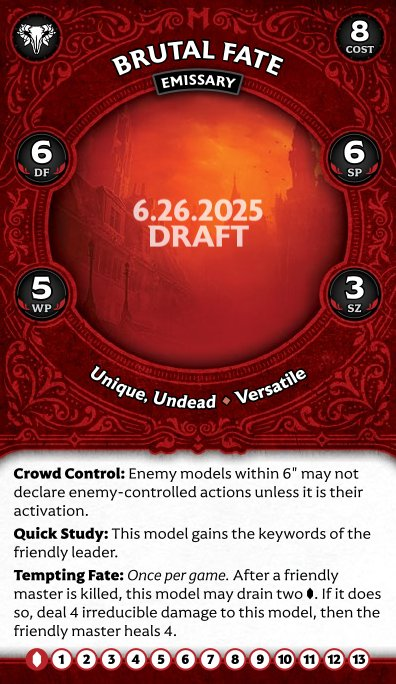 8
COST
BRUTAL FATE
EMISSARY
6
DF
6
SP
6.26.2025
DRAFT
5
WP
3
SZ
Unique, Undead ◆ Versatile
Crowd Control: Enemy models within 6" may not
declare enemy-controlled actions unless it is their
activation.
Quick Study: This model gains the keywords of the
friendly leader.
Tempting Fate: Once per game. After a friendly
master is killed, this model may drain two ⬮. If it does
so, deal 4 irreducible damage to this model, then the
friendly master heals 4.
1 2 3 4 5 6 7 8 9 10 11 12 13